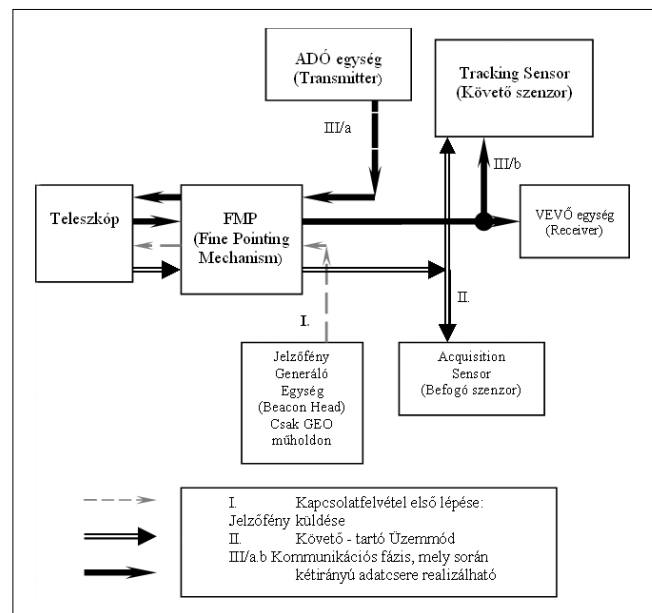 ADÓ egység
(Transmitter)
Tracking Sensor
(Követő szenzor)
III/a
III/b
Teleszkóp
FMP
(Fine Pointing
Mechanism)
VEVŐ egység
(Receiver)
I.
II.
Jelzőfény
Generáló
Egység
(Beacon Head)
Csak GEO
műholdon
Acquisition
Sensor
(Befogó szenzor)
I. Kapcsolatfelvétel első lépése:
Jelzőfény küldése
II. Követő - tartó Üzemmód
III/a.b Kommunikációs fázis, mely során
kétirányú adatcsere realizálható